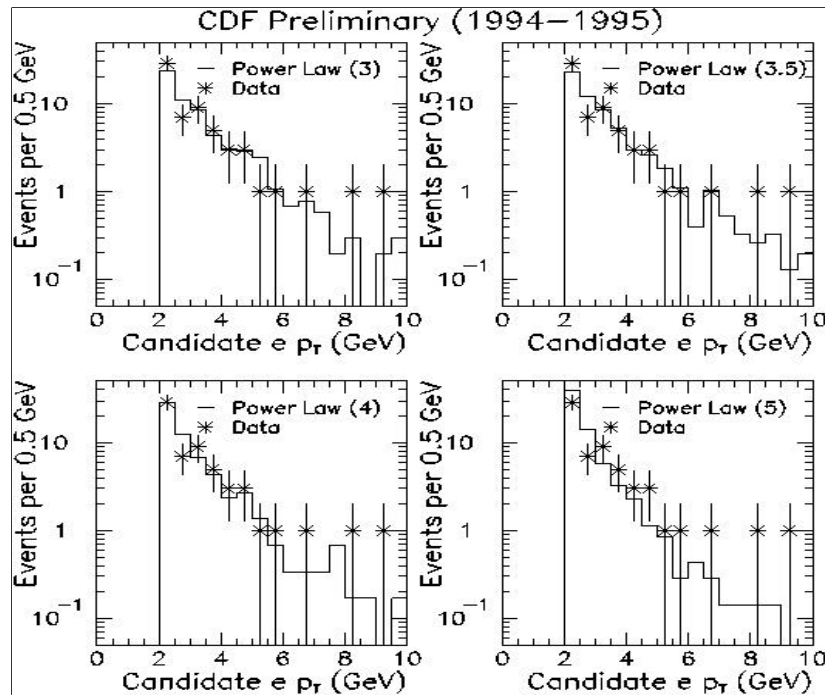 CDF Preliminary (1994-1995)
Events per 0.5 GeV
10
1
10⁻¹
Power Law (3)
Data
0 2 4 6 8 10
Candidate e pT (GeV)
Events per 0.5 GeV
10
1
10⁻¹
Power Law (3.5)
Data
0 2 4 6 8 10
Candidate e pT (GeV)
Events per 0.5 GeV
10
1
10⁻¹
Power Law (4)
Data
0 2 4 6 8 10
Candidate e pT (GeV)
Events per 0.5 GeV
10
1
10⁻¹
Power Law (5)
Data
0 2 4 6 8 10
Candidate e pT (GeV)